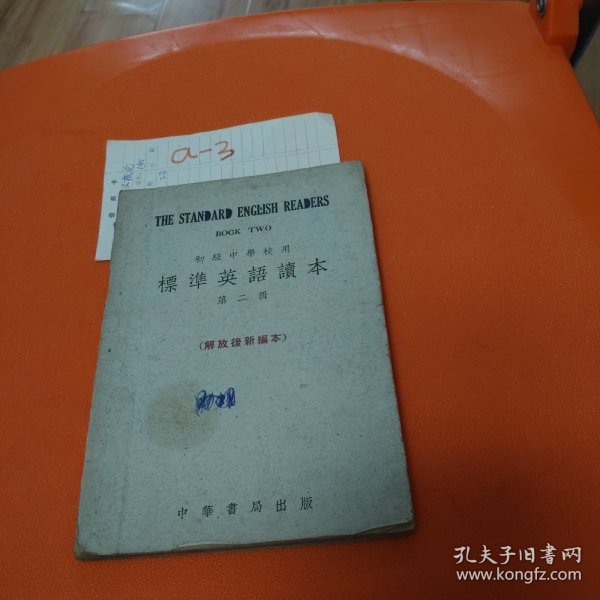 a-3
THE STANDARD ENGLISH READERS
BOOK TWO
初級中學校用
標準英語讀本
第二冊
(解放後新編本)
中華書局出版
孔夫子旧书网
www.kongfz.com